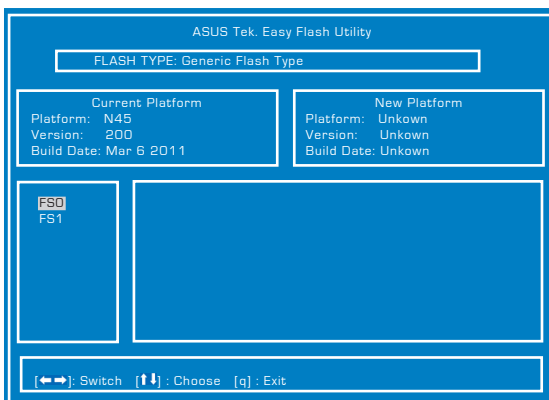 ASUS Tek. Easy Flash Utility
FLASH TYPE: Generic Flash Type
Current Platform
Platform: N45
Version: 200
Build Date: Mar 6 2011
New Platform
Platform: Unkown
Version: Unkown
Build Date: Unkown
FS0
FS1
[⬅➡]: Switch [⬆⬇] : Choose [q] : Exit